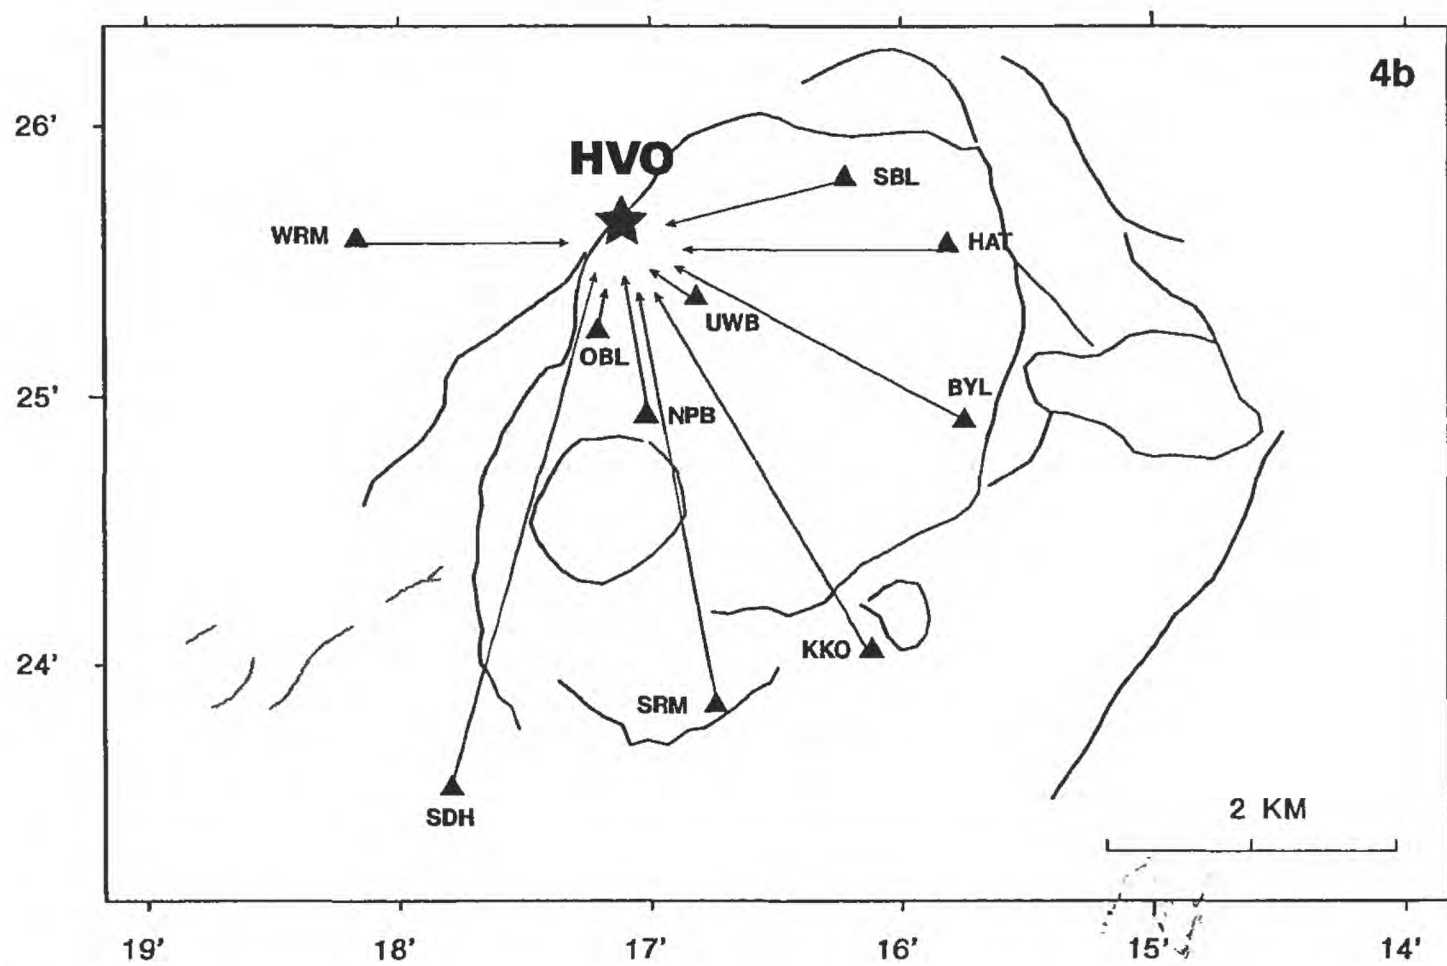 4b
26'
HVO
SBL
WRM
HAT
UWB
OBL
25'
BYL
NPB
24'
KKO
SRM
2 KM
SDH
19'
18'
17'
16'
15'
14'